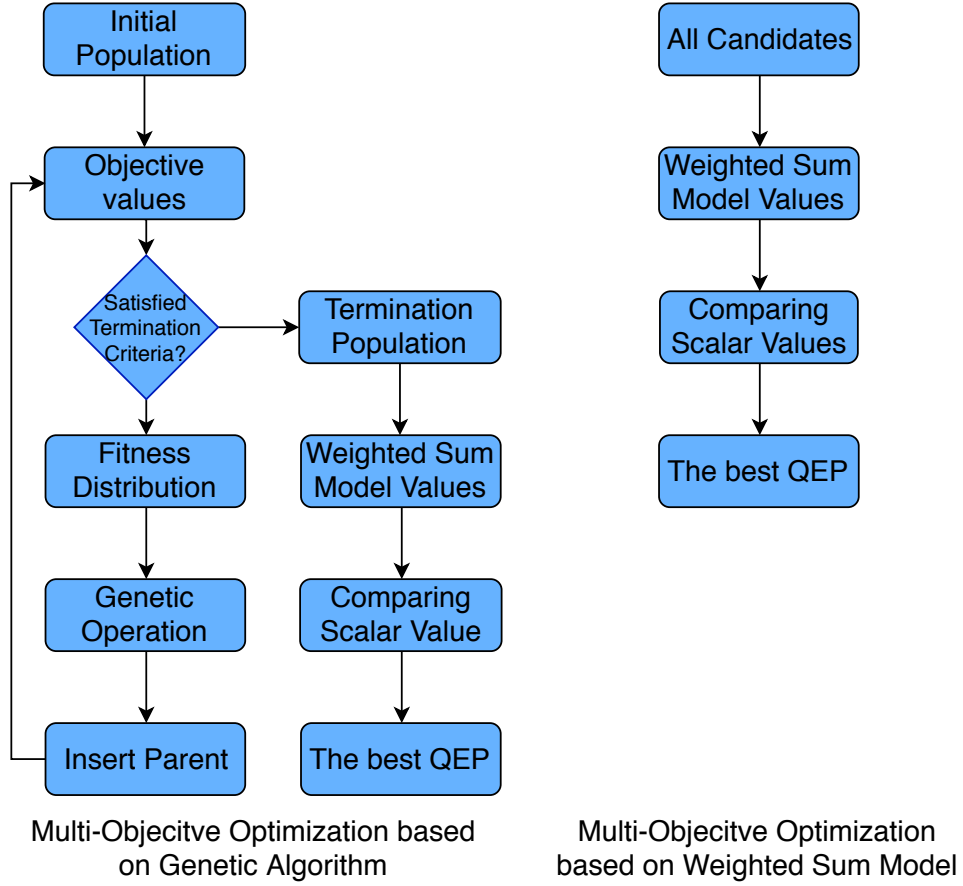 Initial
Population
Objective
values
Satisfied
Termination
Criteria?
Fitness
Distribution
Genetic
Operation
Insert Parent
Termination
Population
Weighted Sum
Model Values
Comparing
Scalar Value
The best QEP
Multi-Objecitve Optimization based
on Genetic Algorithm
All Candidates
Weighted Sum
Model Values
Comparing
Scalar Values
The best QEP
Multi-Objecitve Optimization
based on Weighted Sum Model